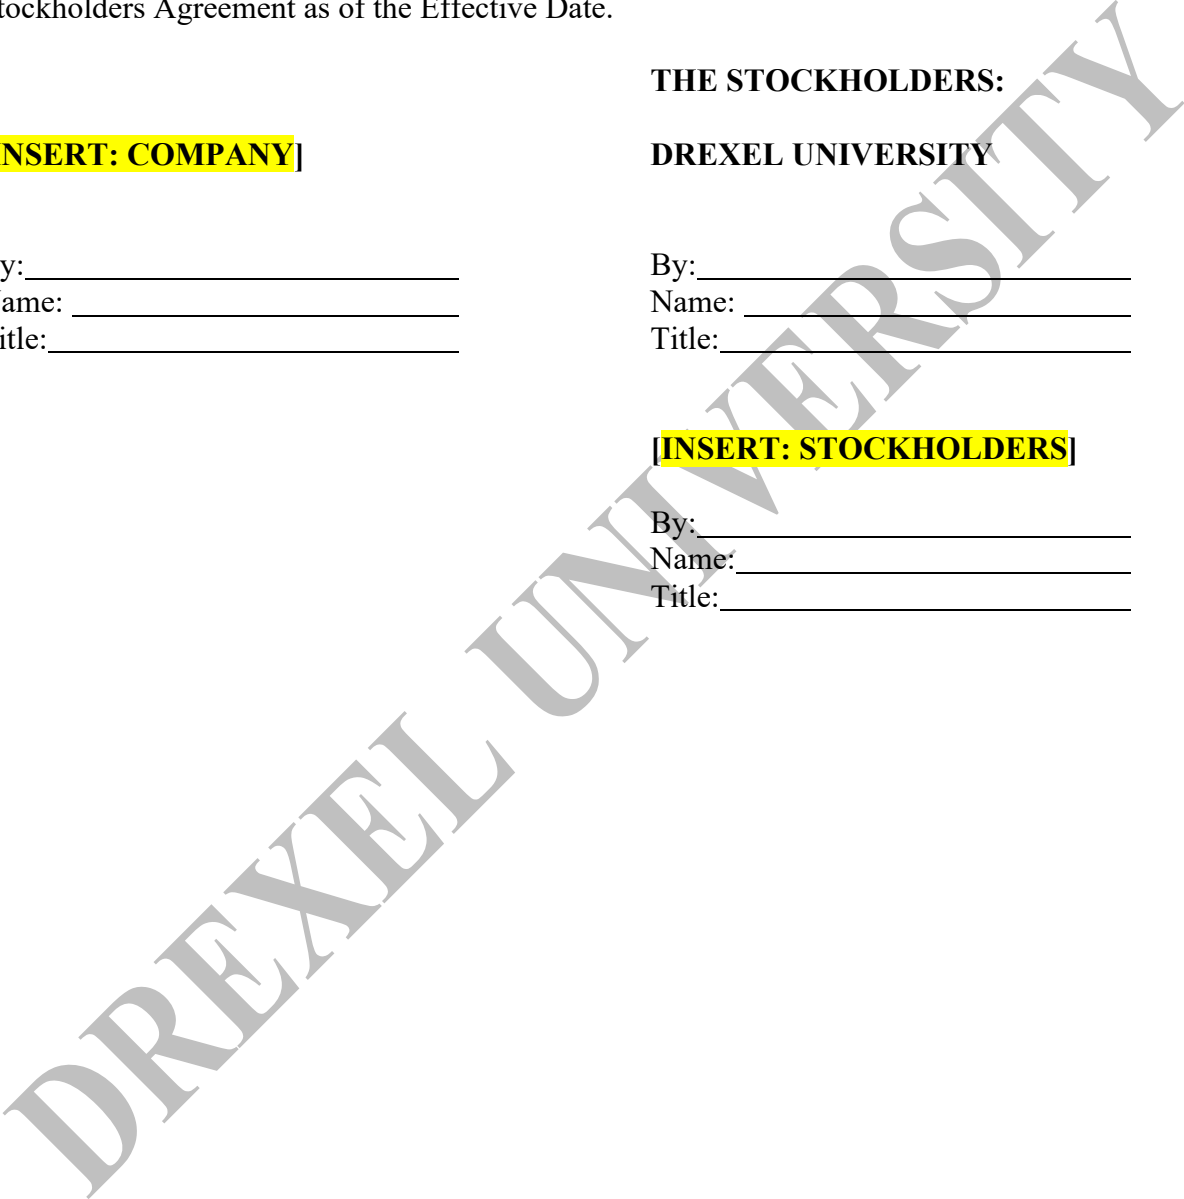 tockholders Agreement as of the Effective Date.
THE STOCKHOLDERS:
NSERT: COMPANY]
DREXEL UNIVERSITY
y:
ame:
itle:
By:
Name:
Title:
[INSERT: STOCKHOLDERS]
By:
Name:
Title:
DREXEL UNIVERSITY